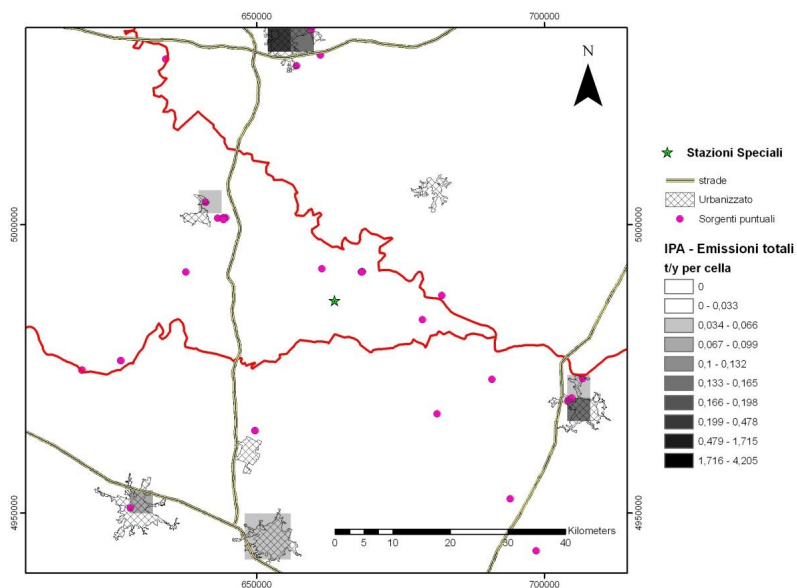 650000 700000
N
Stazioni Speciali
strade
Urbanizzato
Sorgenti puntuali
IPA - Emissioni totali
t/y per cella
0
0 - 0,033
0,034 - 0,066
0,067 - 0,099
0,1 - 0,132
0,133 - 0,165
0,166 - 0,198
0,199 - 0,478
0,479 - 1,715
1,716 - 4,205
5000000 5000000
4950000 4950000
Kilometers
0 5 10 20 30 40
650000 700000